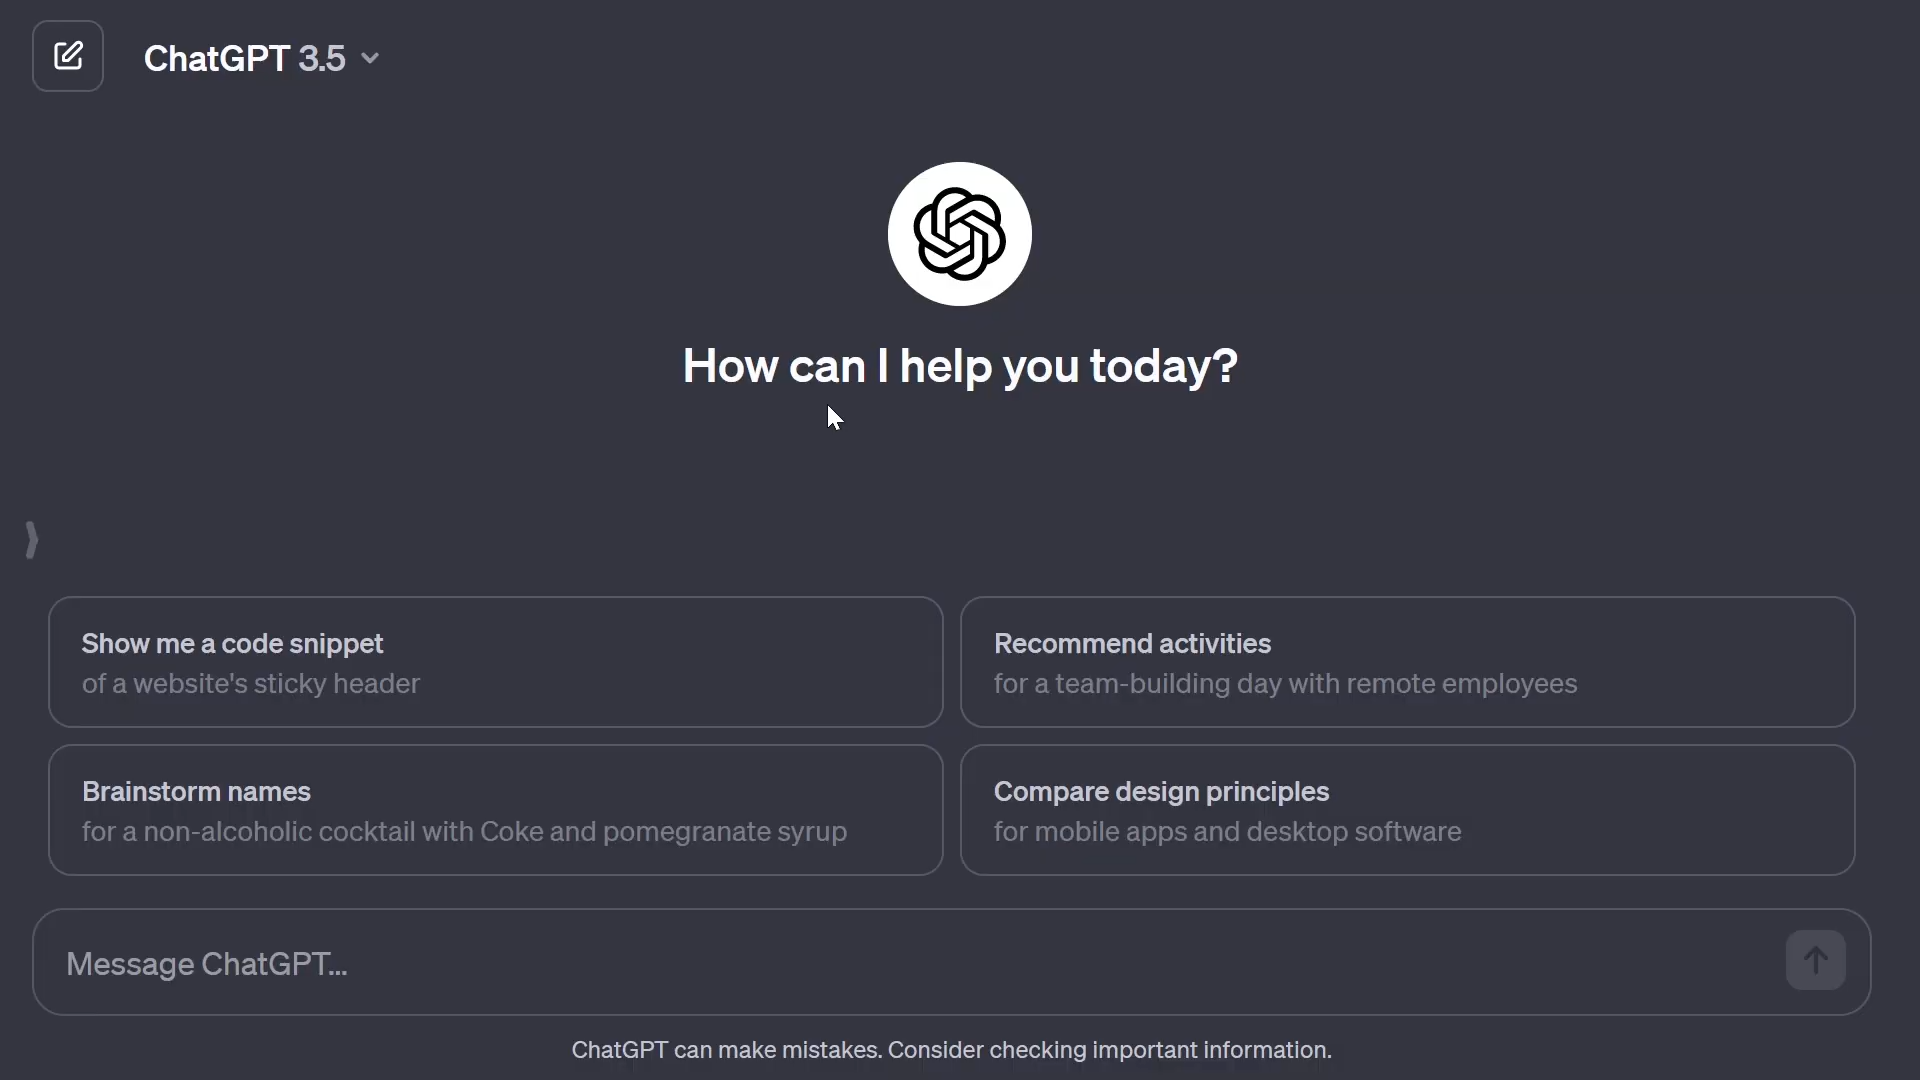 ChatGPT 3.5
How can I help you today?
Show me a code snippet
of a website's sticky header
Recommend activities
for a team-building day with remote employees
Brainstorm names
for a non-alcoholic cocktail with Coke and pomegranate syrup
Compare design principles
for mobile apps and desktop software
Message ChatGPT...
ChatGPT can make mistakes. Consider checking important information.